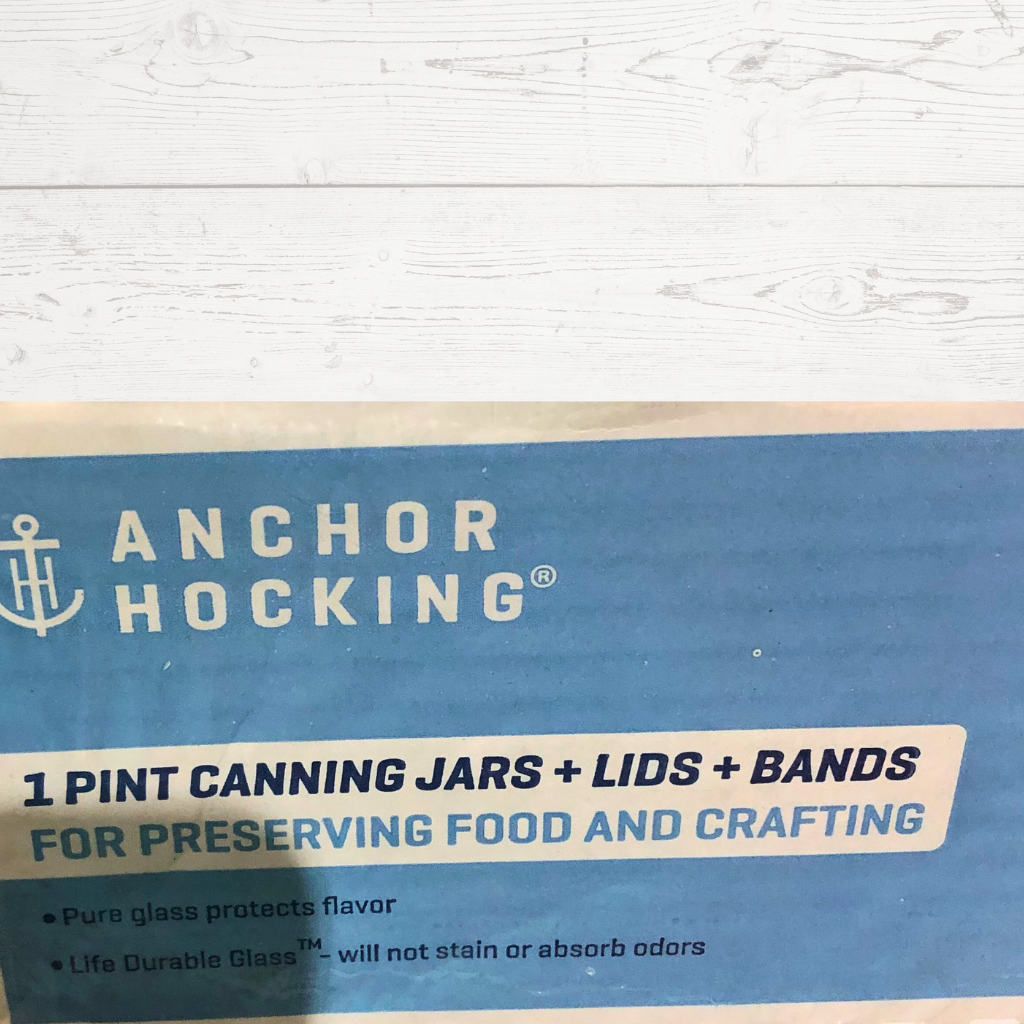 ANCHOR
HOCKING®
1 PINT CANNING JARS + LIDS + BANDS
FOR PRESERVING FOOD AND CRAFTING
• Pure glass protects flavor
• Life Durable Glass™- will not stain or absorb odors